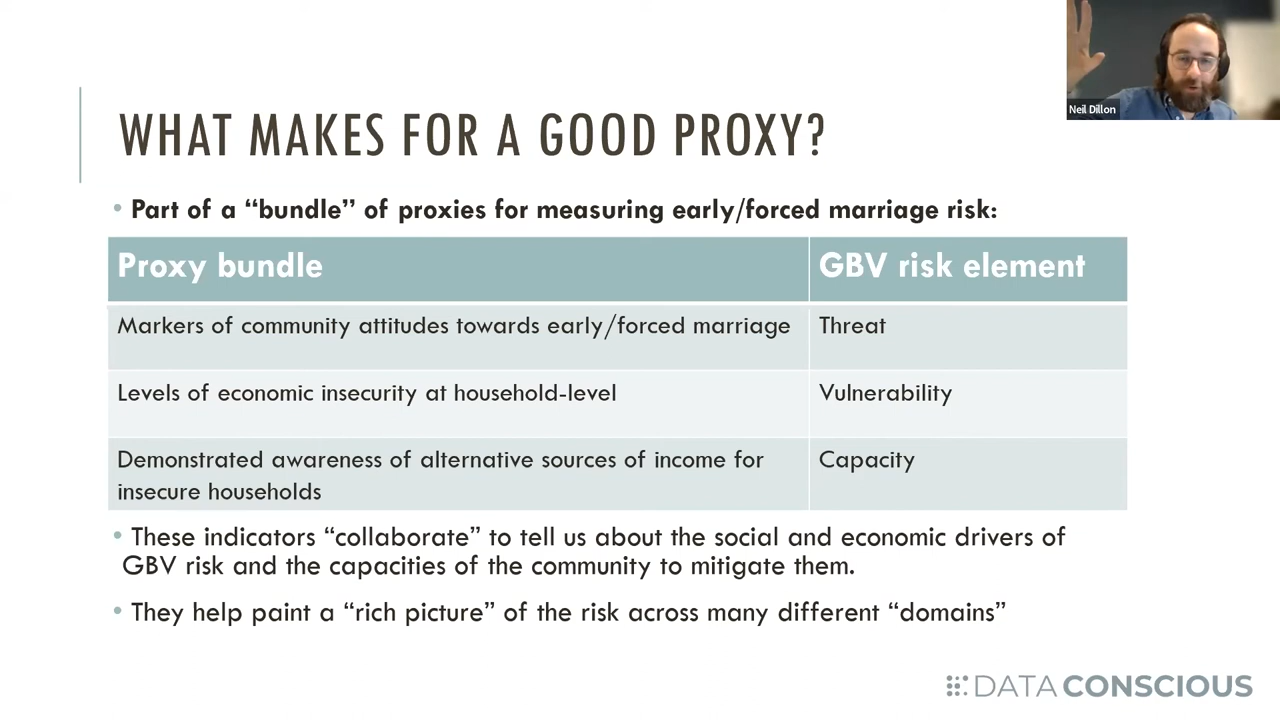 Neil Dillon
WHAT MAKES FOR A GOOD PROXY?
• Part of a “bundle” of proxies for measuring early/forced marriage risk:
Proxy bundle GBV risk element
Markers of community attitudes towards early/forced marriage Threat
Levels of economic insecurity at household-level Vulnerability
Demonstrated awareness of alternative sources of income for Capacity
insecure households
• These indicators “collaborate” to tell us about the social and economic drivers of
GBV risk and the capacities of the community to mitigate them.
• They help paint a “rich picture” of the risk across many different “domains”
DATA CONSCIOUS